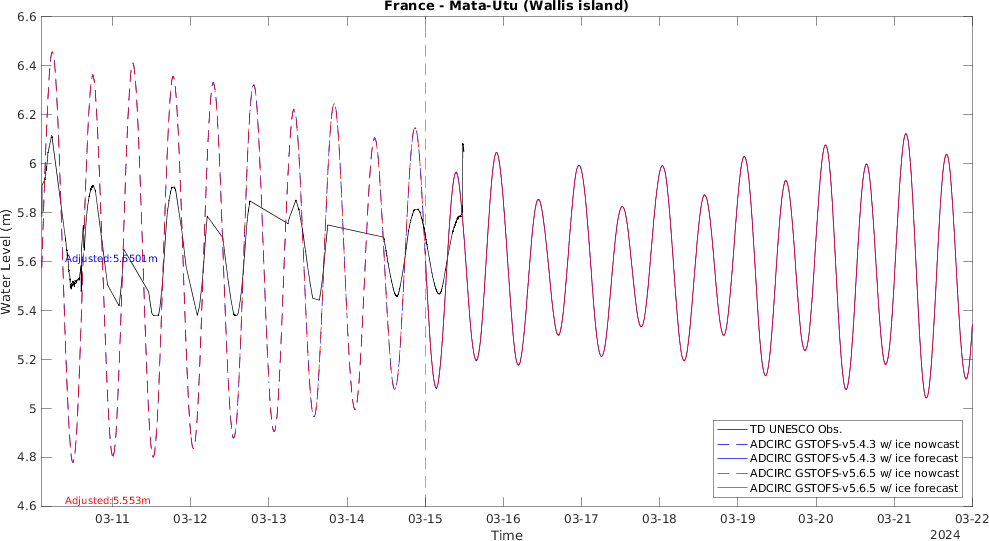 France - Mata-Utu (Wallis island)
6.6
6.4
6.2
6
5.8
5.6
5.4
5.2
5
4.8
4.6
Water Level (m)
Adjusted:5.5501m
Adjusted:5.553m
TD UNESCO Obs.
ADCIRC GSTOFS-v5.4.3 w/ ice nowcast
ADCIRC GSTOFS-v5.4.3 w/ ice forecast
ADCIRC GSTOFS-v5.6.5 w/ ice nowcast
ADCIRC GSTOFS-v5.6.5 w/ ice forecast
03-11 03-12 03-13 03-14 03-15 03-16 03-17 03-18 03-19 03-20 03-21 03-22
Time
2024